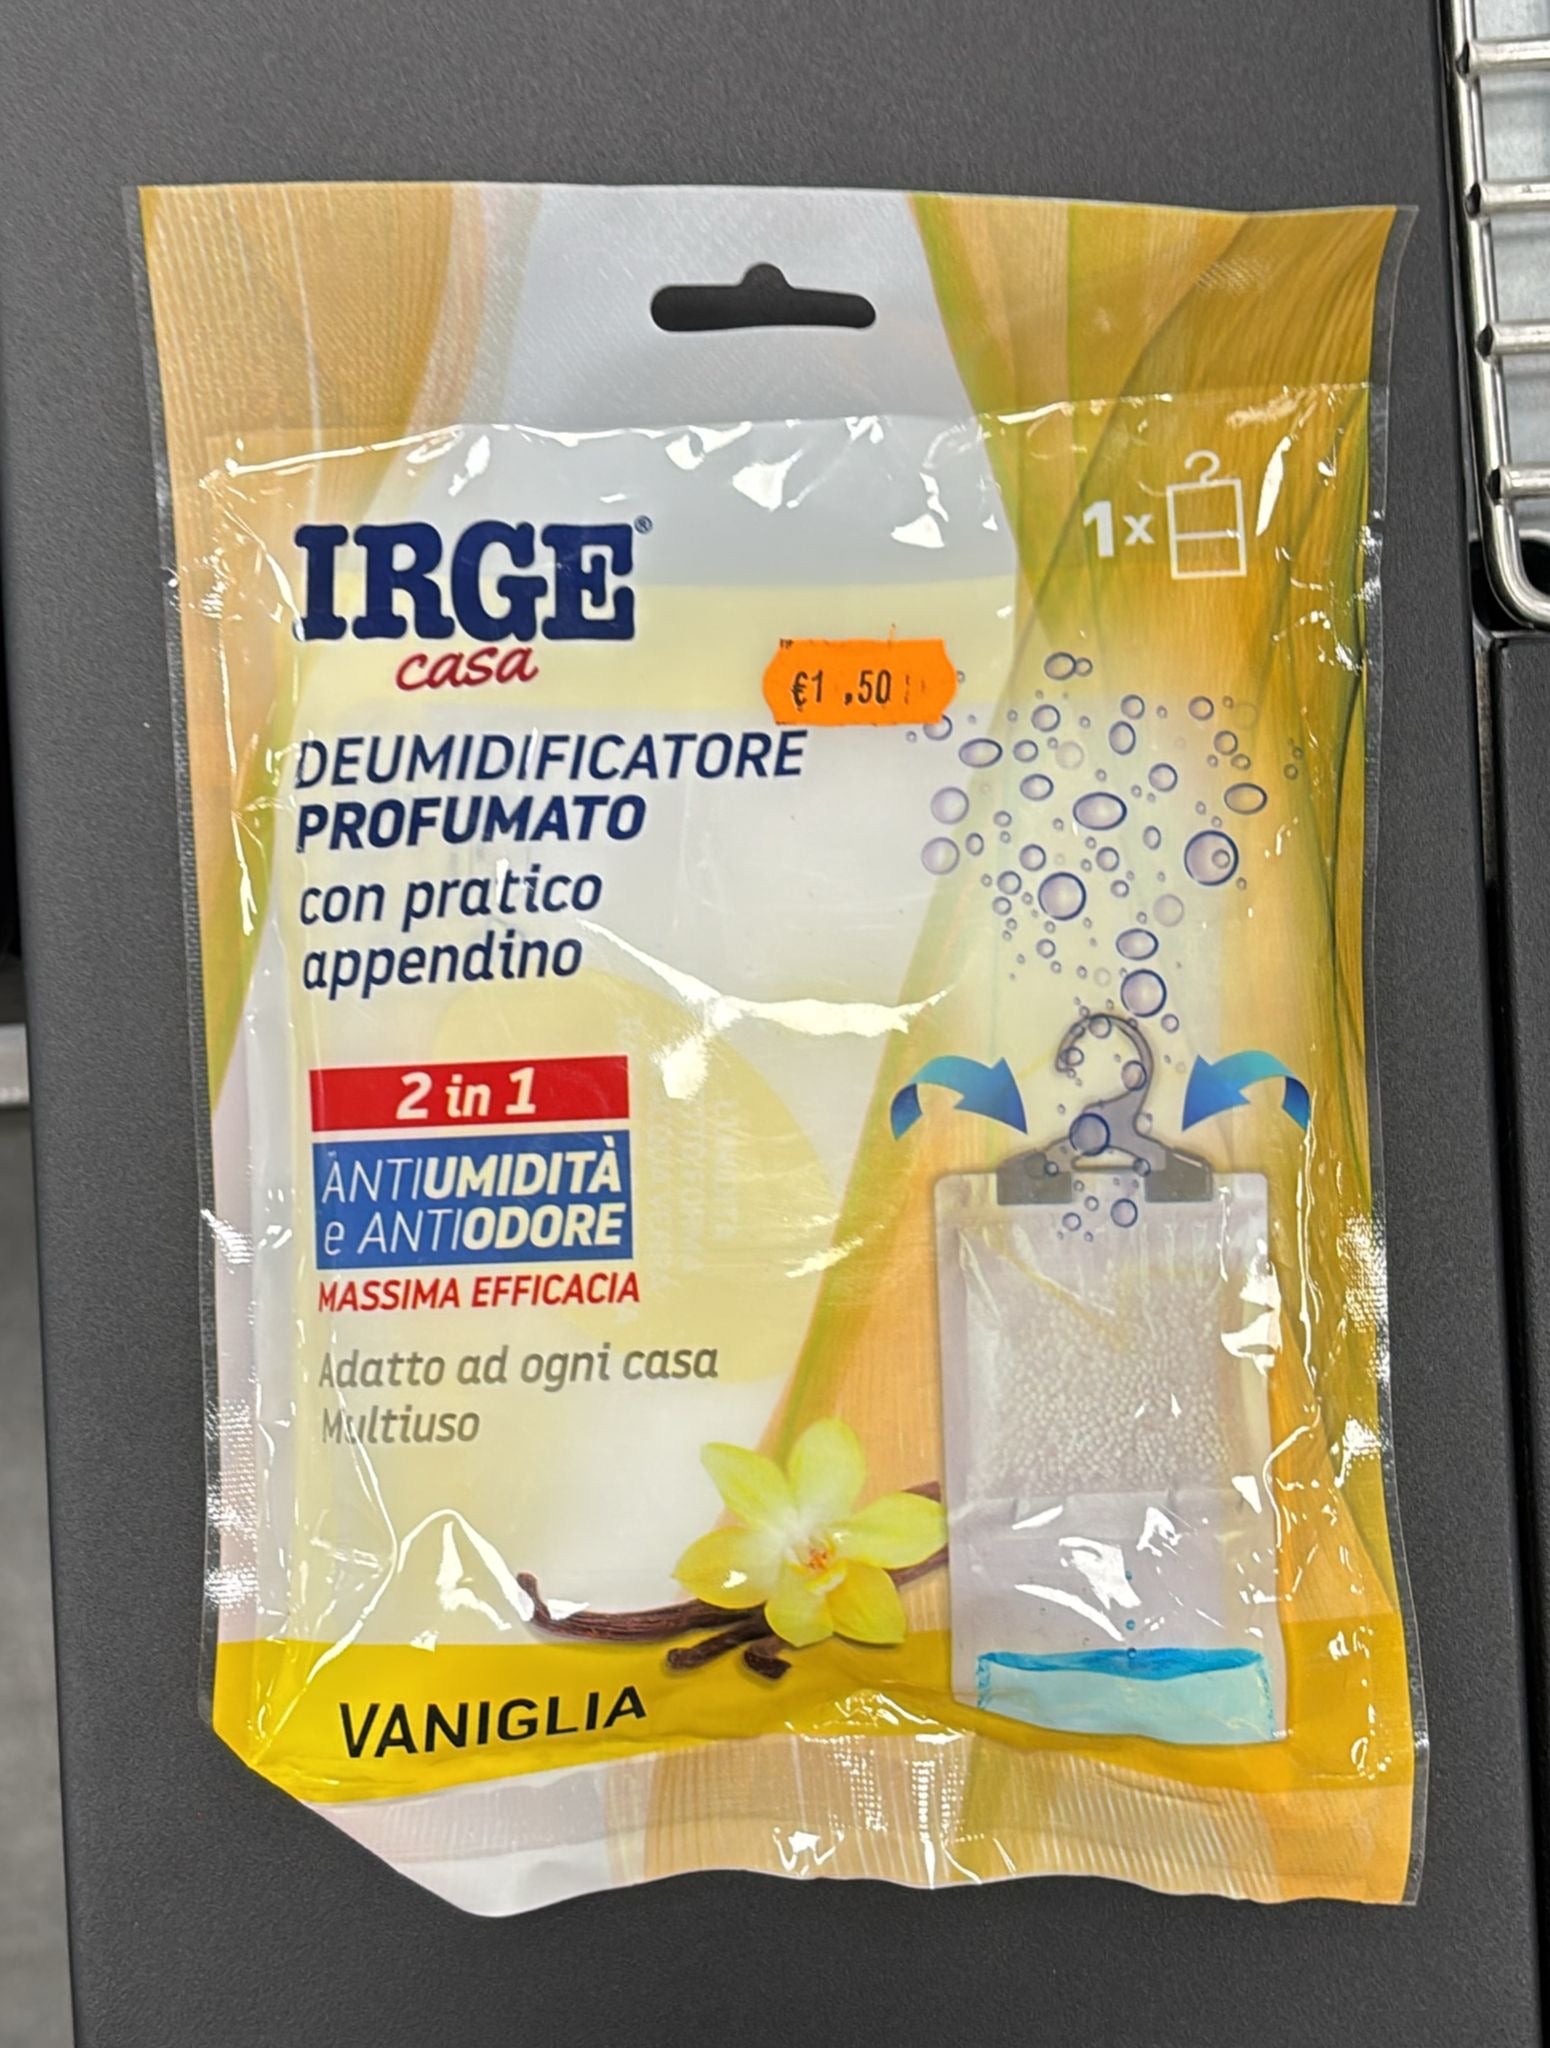 IRGE®
casa
1x
€1,50
DEUMIDIFICATORE
PROFUMATO
con pratico
appendino
2 in 1
ANTIUMIDITÀ
e ANTIODORE
MASSIMA EFFICACIA
Adatto ad ogni casa
Multiuso
VANIGLIA